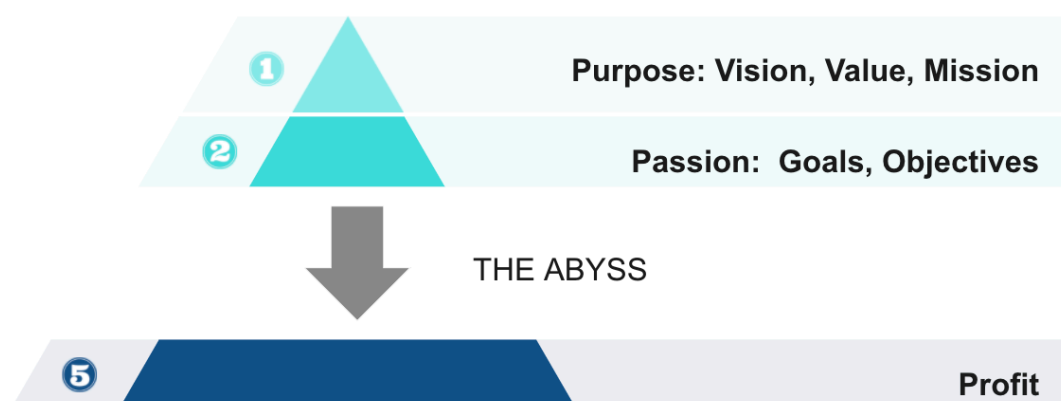 1
Purpose: Vision, Value, Mission
2
Passion:  Goals, Objectives
THE ABYSS
5
Profit